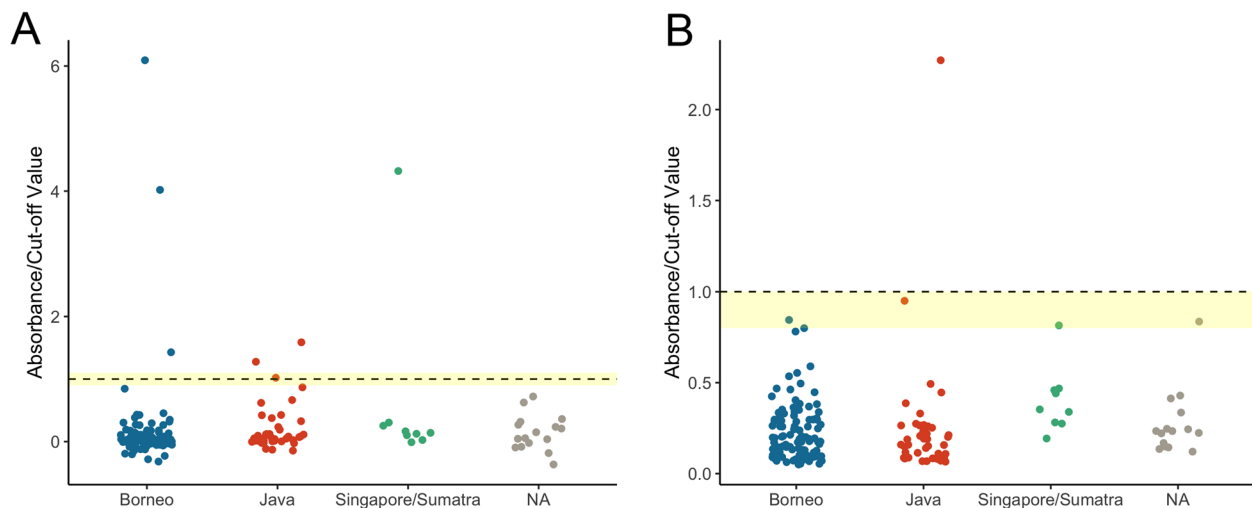 A
Absorbance/Cut-off Value
6
4
2
0
Borneo Java Singapore/Sumatra NA
B
Absorbance/Cut-off Value
2.0
1.5
1.0
0.5
0.0
Borneo Java Singapore/Sumatra NA